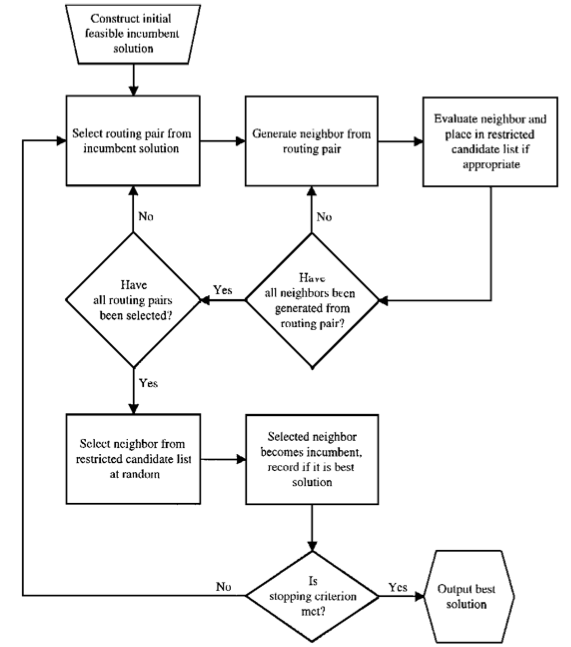 Construct initial
feasible incumbent
solution
Select routing pair from
incumbent solution
Generate neighbor from
routing pair
Evaluate neighbor and
place in restricted
candidate list if
appropriate
No
No
Have
all routing pairs
been selected?
Yes
Have
all neighbors been
generated from
routing pair?
Yes
Select neighbor from
restricted candidate list
at random
Selected neighbor
becomes incumbent,
record if it is best
solution
No
Is
stopping criterion
met?
Yes
Output best
solution